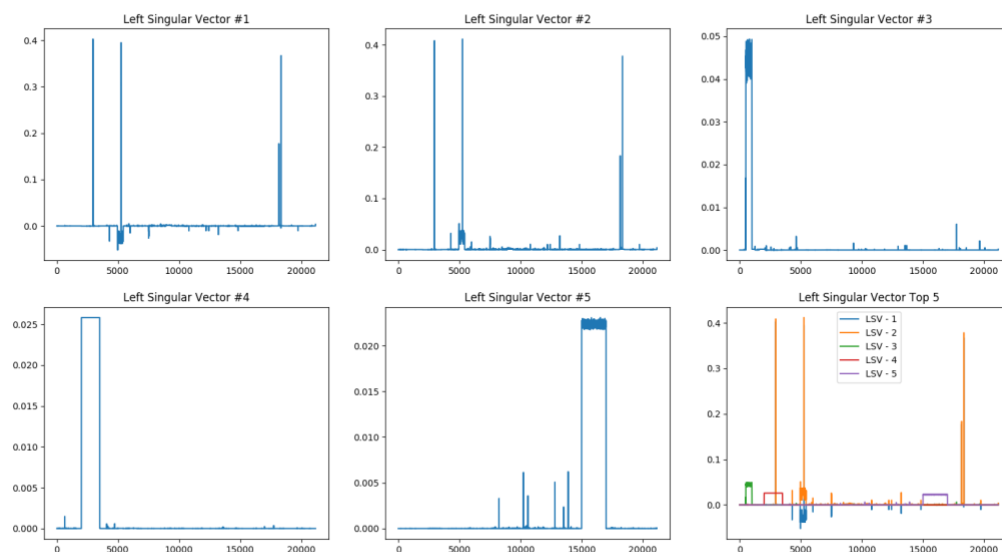 Left Singular Vector #1
0.4
0.3
0.2
0.1
0.0
0 5000 10000 15000 20000
Left Singular Vector #2
0.4
0.3
0.2
0.1
0.0
0 5000 10000 15000 20000
Left Singular Vector #3
0.05
0.04
0.03
0.02
0.01
0.00
0 5000 10000 15000 20000
Left Singular Vector #4
0.025
0.020
0.015
0.010
0.005
0.000
0 5000 10000 15000 20000
Left Singular Vector #5
0.020
0.015
0.010
0.005
0.000
0 5000 10000 15000 20000
Left Singular Vector Top 5
LSV - 1
LSV - 2
LSV - 3
LSV - 4
LSV - 5
0.4
0.3
0.2
0.1
0.0
0 5000 10000 15000 20000